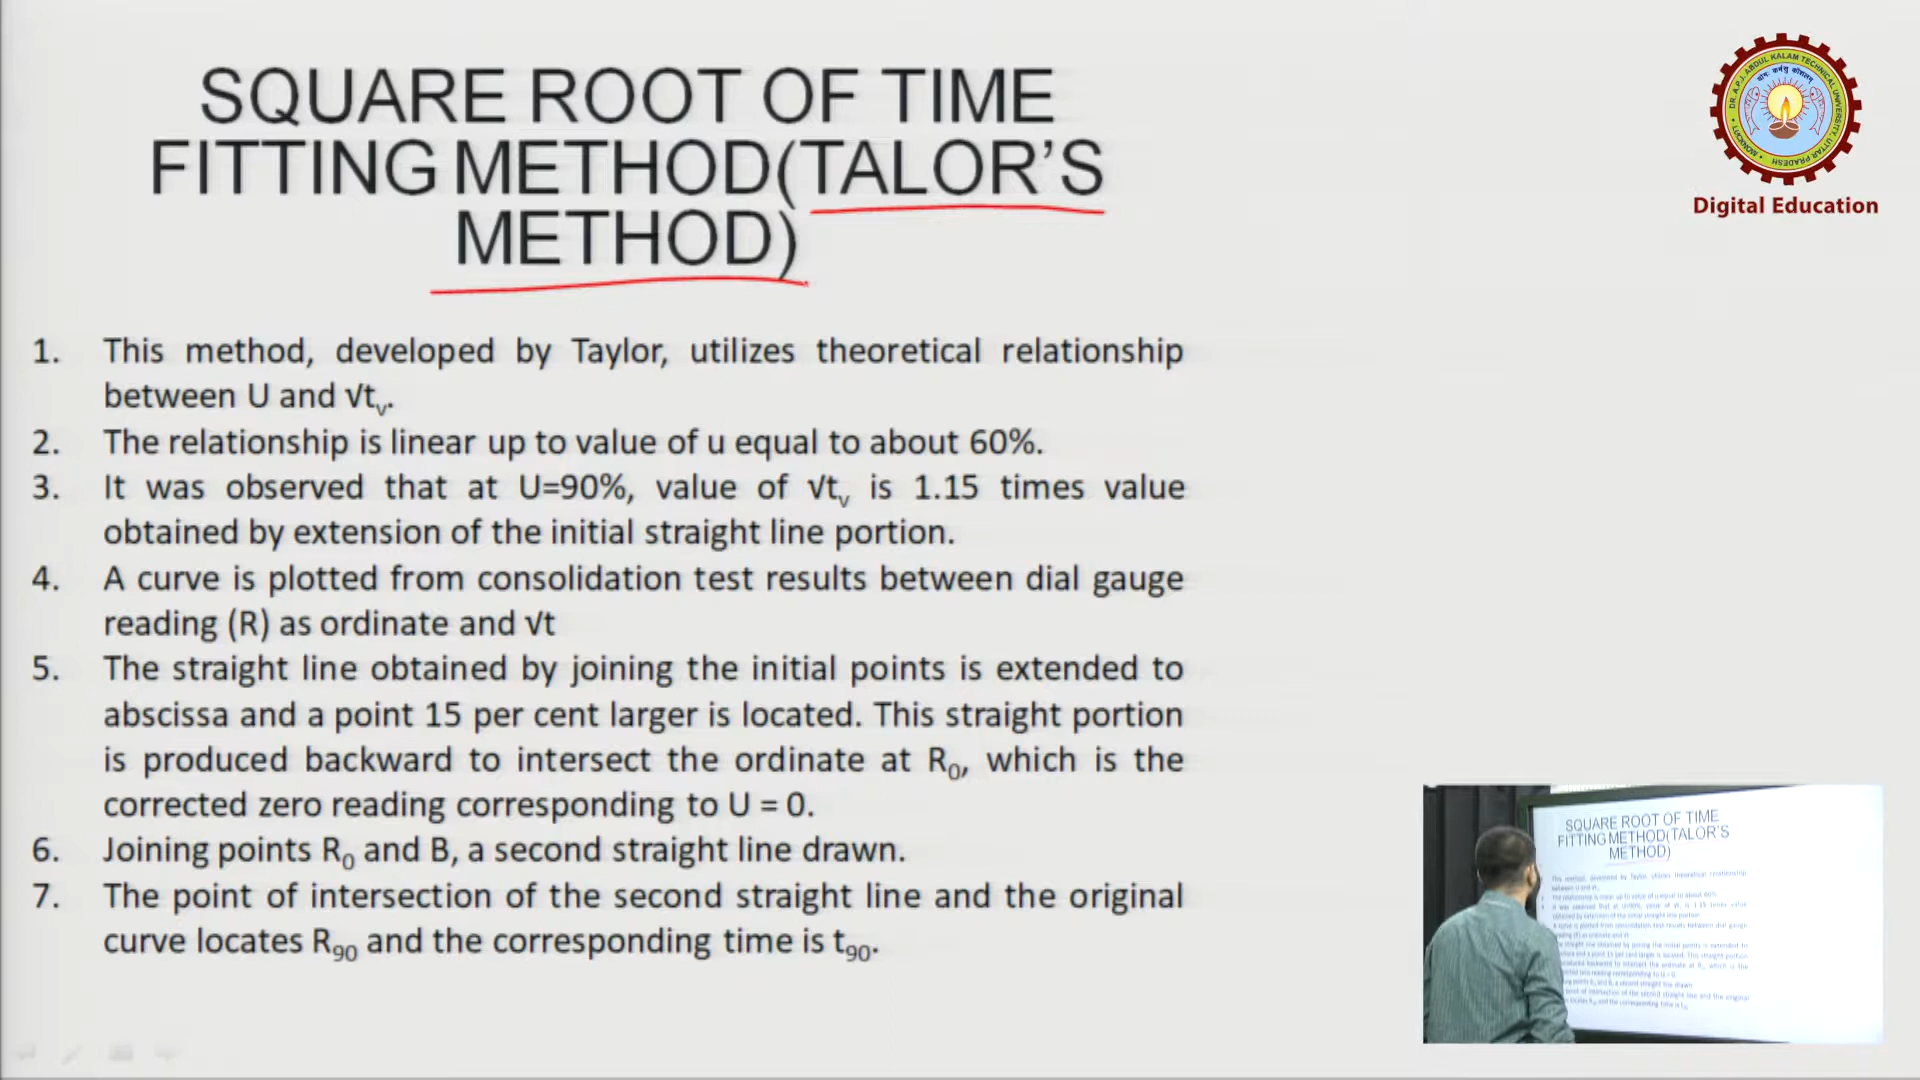 SQUARE ROOT OF TIME
FITTING METHOD(TALOR’S
METHOD)
DR. A.P.J. ABDUL KALAM TECHNICAL UNIVERSITY, UTTAR PRADESH • LUCKNOW •
Digital Education
1. This method, developed by Taylor, utilizes theoretical relationship
between U and √tv.
2. The relationship is linear up to value of u equal to about 60%.
3. It was observed that at U=90%, value of √tv is 1.15 times value
obtained by extension of the initial straight line portion.
4. A curve is plotted from consolidation test results between dial gauge
reading (R) as ordinate and √t
5. The straight line obtained by joining the initial points is extended to
abscissa and a point 15 per cent larger is located. This straight portion
is produced backward to intersect the ordinate at R0, which is the
corrected zero reading corresponding to U = 0.
6. Joining points R0 and B, a second straight line drawn.
7. The point of intersection of the second straight line and the original
curve locates R90 and the corresponding time is t90.
SQUARE ROOT OF TIME
FITTING METHOD(TALOR'S
METHOD)